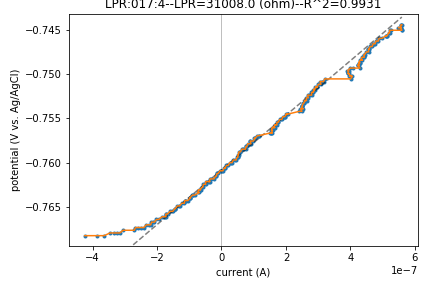 LPR:017:4--LPR=31008.0 (ohm)--R^2=0.9931
potential (V vs. Ag/AgCl)
−0.745
−0.750
−0.755
−0.760
−0.765
−4
−2
0
2
4
6
1e−7
current (A)